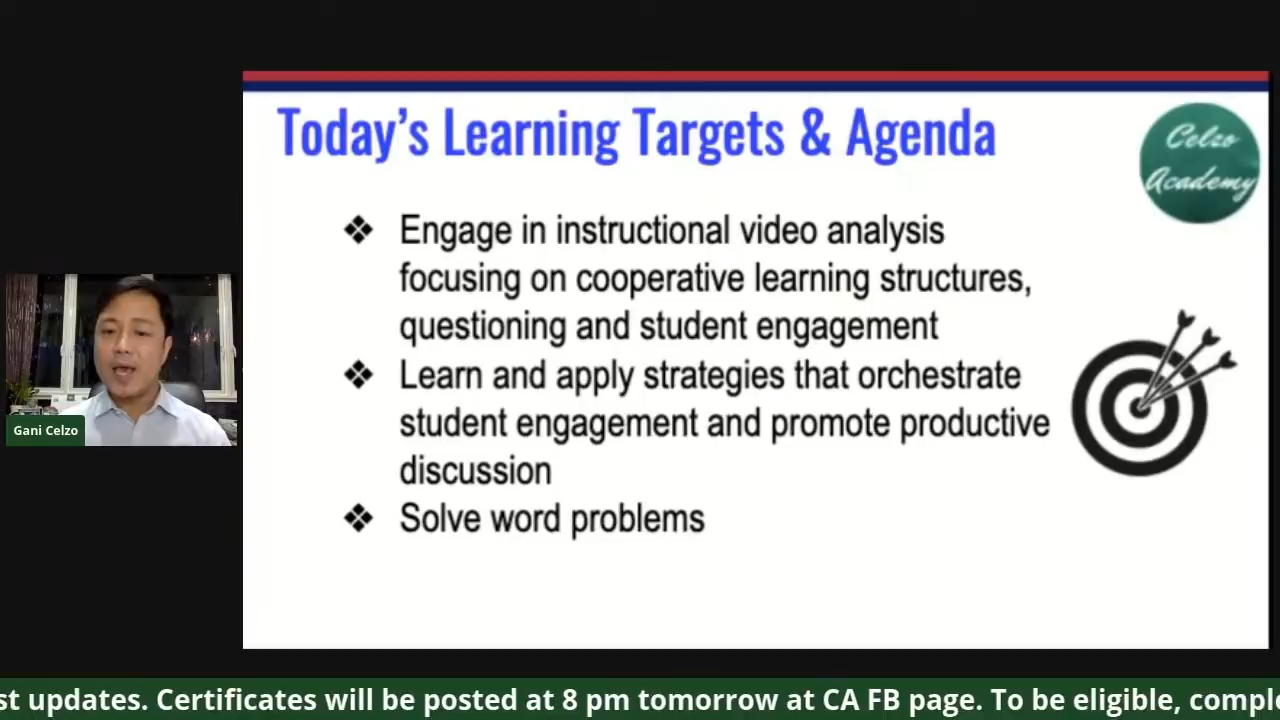 Today's Learning Targets & Agenda
Celzo
Academy
❖ Engage in instructional video analysis
focusing on cooperative learning structures,
questioning and student engagement
❖ Learn and apply strategies that orchestrate
student engagement and promote productive
discussion
❖ Solve word problems
Gani Celzo
st updates. Certificates will be posted at 8 pm tomorrow at CA FB page. To be eligible, comple